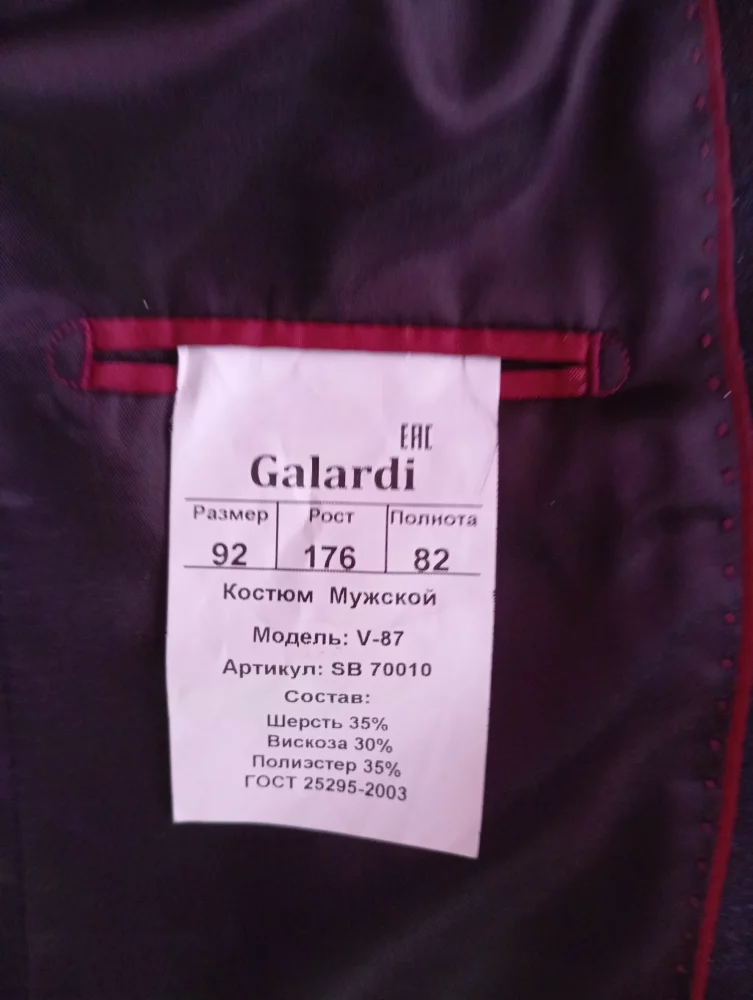 EAC
Galardi
Размер Рост Полнота
92 176 82
Костюм Мужской
Модель: V-87
Артикул: SB 70010
Состав:
Шерсть 35%
Вискоза 30%
Полиэстер 35%
ГОСТ 25295-2003